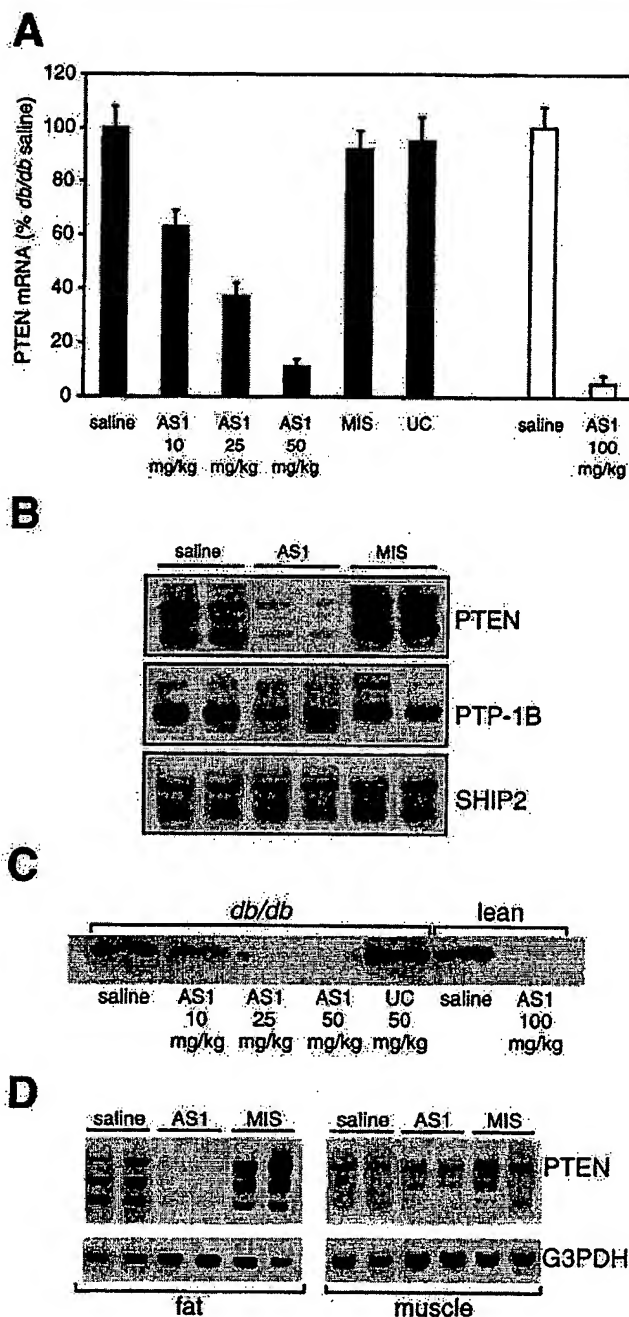 A
PTEN mRNA (% db/db saline)
120
100
80
60
40
20
0
saline AS1 10 mg/kg AS1 25 mg/kg AS1 50 mg/kg MIS UC saline AS1 100 mg/kg
B
saline AS1 MIS
PTEN
PTP-1B
SHIP2
C
db/db lean
saline AS1 10 mg/kg AS1 25 mg/kg AS1 50 mg/kg UC 50 mg/kg saline AS1 100 mg/kg
D
saline AS1 MIS saline AS1 MIS
PTEN
G3PDH
fat muscle